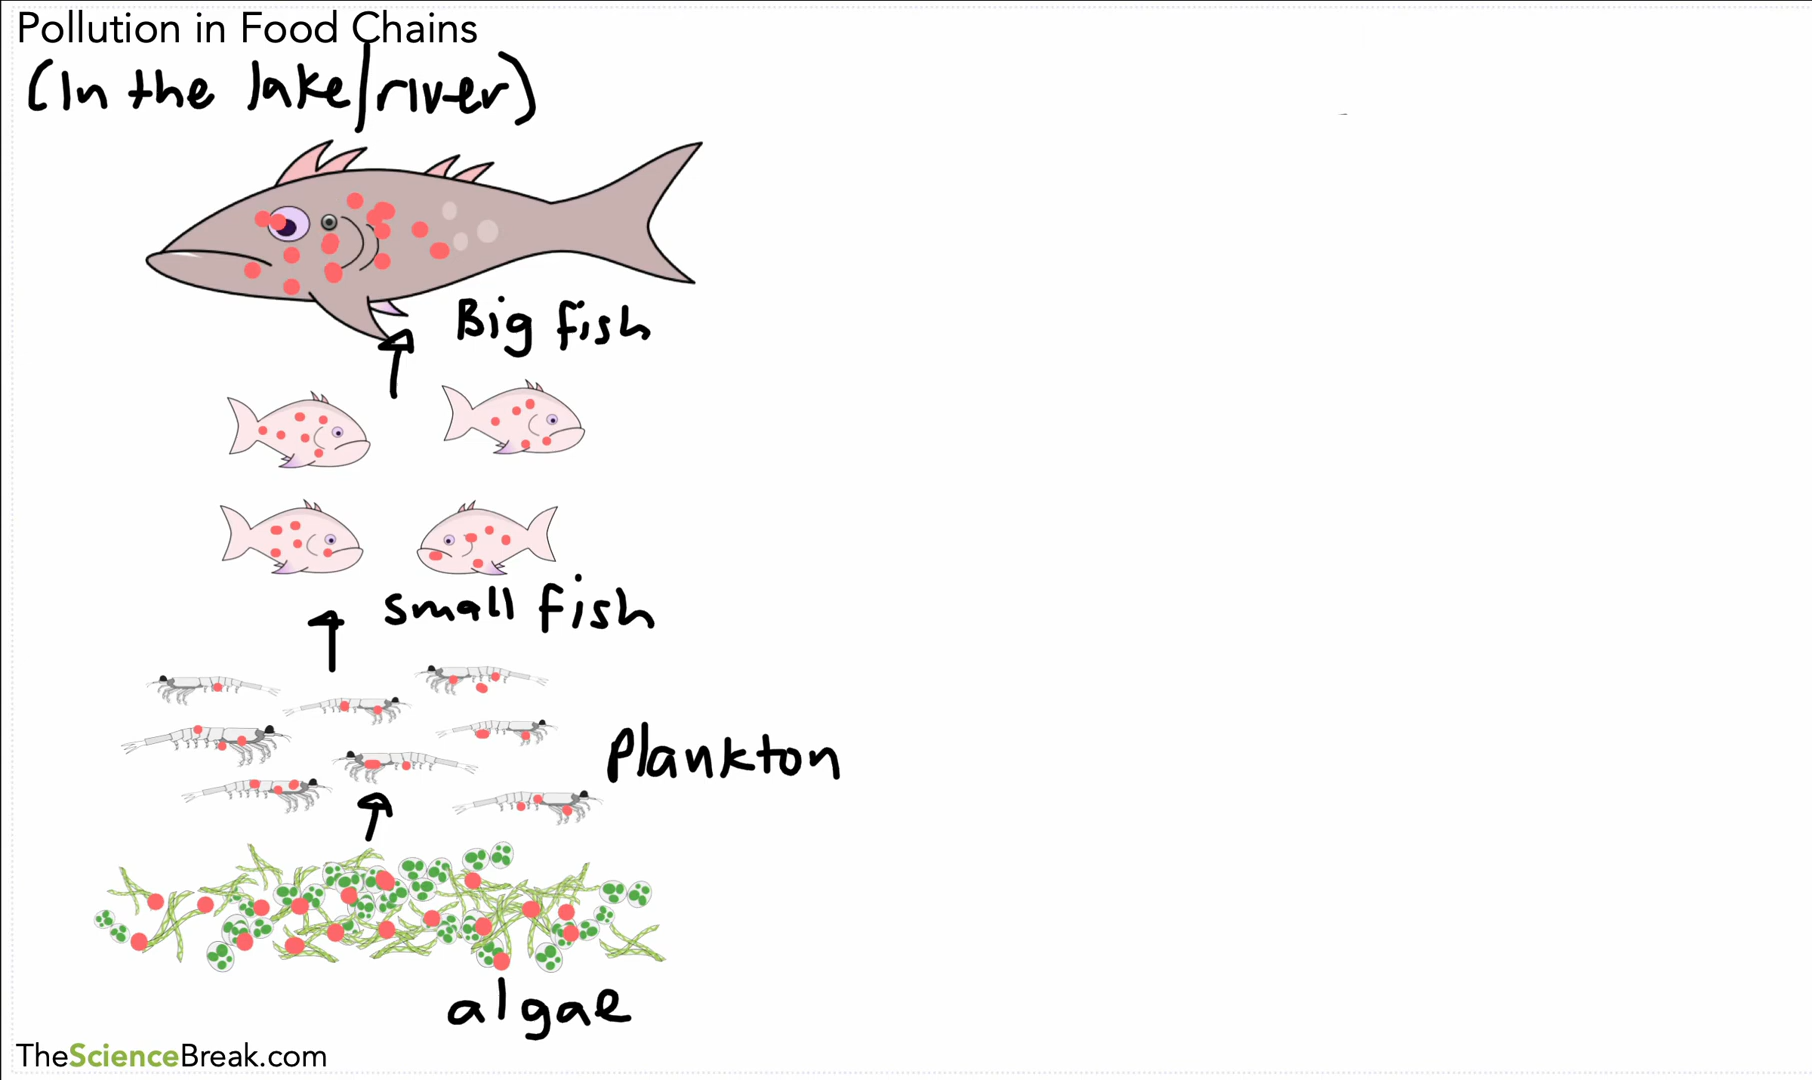 Pollution in Food Chains
(In the lake/river)
Big fish
small fish
Plankton
algae
TheScienceBreak.com